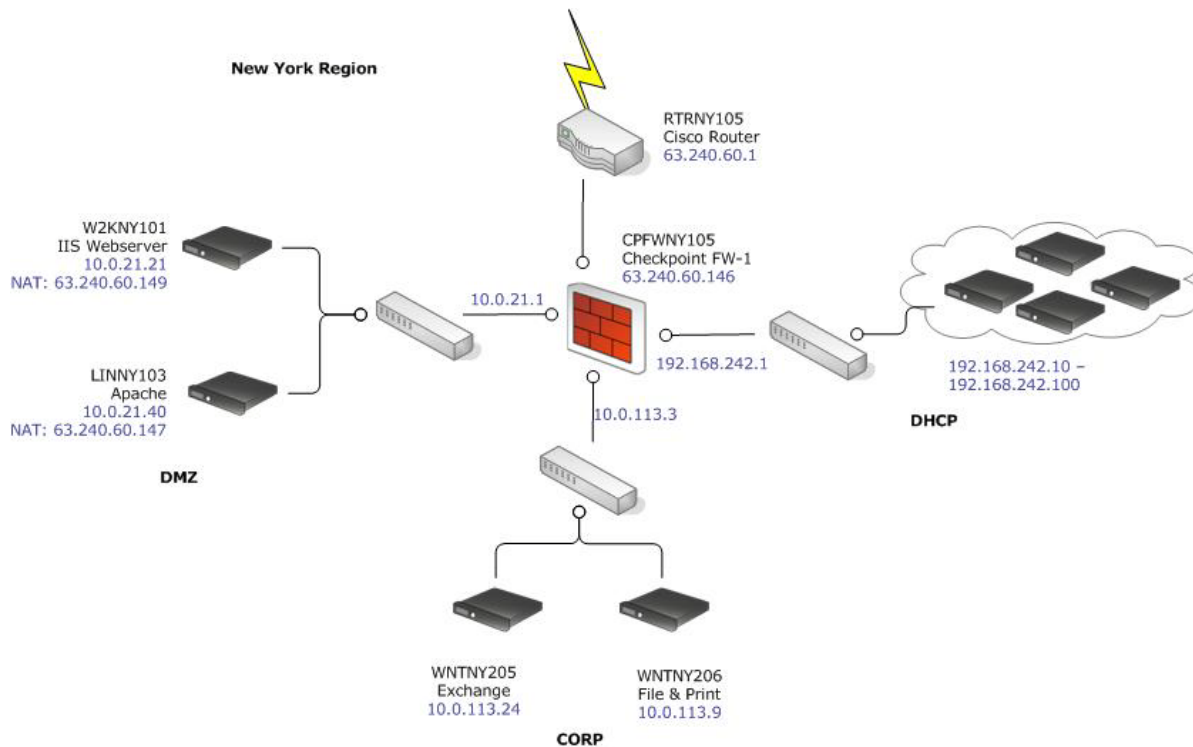 New York Region
RTRNY105
Cisco Router
63.240.60.1
W2KNY101
IIS Webserver
10.0.21.21
NAT: 63.240.60.149
CPFWNY105
Checkpoint FW-1
63.240.60.146
10.0.21.1
192.168.242.1
192.168.242.10 –
192.168.242.100
DHCP
LINNY103
Apache
10.0.21.40
NAT: 63.240.60.147
DMZ
10.0.113.3
WNTNY205
Exchange
10.0.113.24
WNTNY206
File & Print
10.0.113.9
CORP